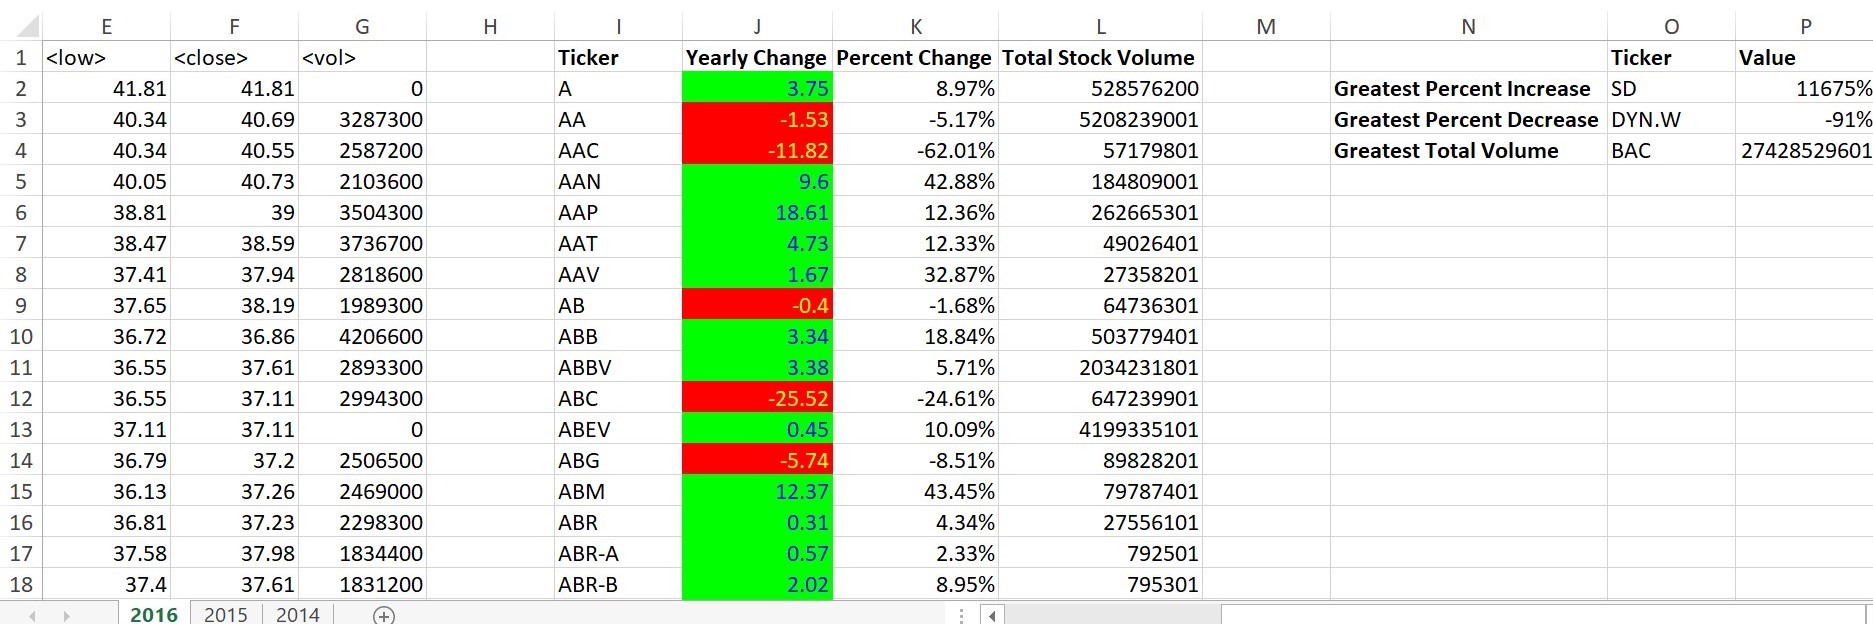 E F G H I J K L M N O P
1 <low> <close> <vol> Ticker Yearly Change Percent Change Total Stock Volume Ticker Value
2 41.81 41.81 0 A 3.75 8.97% 528576200 Greatest Percent Increase SD 11675%
3 40.34 40.69 3287300 AA -1.53 -5.17% 5208239001 Greatest Percent Decrease DYN.W -91%
4 40.34 40.55 2587200 AAC -11.82 -62.01% 57179801 Greatest Total Volume BAC 27428529601
5 40.05 40.73 2103600 AAN 9.6 42.88% 184809001
6 38.81 39 3504300 AAP 18.61 12.36% 262665301
7 38.47 38.59 3736700 AAT 4.73 12.33% 49026401
8 37.41 37.94 2818600 AAV 1.67 32.87% 27358201
9 37.65 38.19 1989300 AB -0.4 -1.68% 64736301
10 36.72 36.86 4206600 ABB 3.34 18.84% 503779401
11 36.55 37.61 2893300 ABBV 3.38 5.71% 2034231801
12 36.55 37.11 2994300 ABC -25.52 -24.61% 647239901
13 37.11 37.11 0 ABEV 0.45 10.09% 4199335101
14 36.79 37.2 2506500 ABG -5.74 -8.51% 89828201
15 36.13 37.26 2469000 ABM 12.37 43.45% 79787401
16 36.81 37.23 2298300 ABR 0.31 4.34% 27556101
17 37.58 37.98 1834400 ABR-A 0.57 2.33% 792501
18 37.4 37.61 1831200 ABR-B 2.02 8.95% 795301
2016 2015 2014